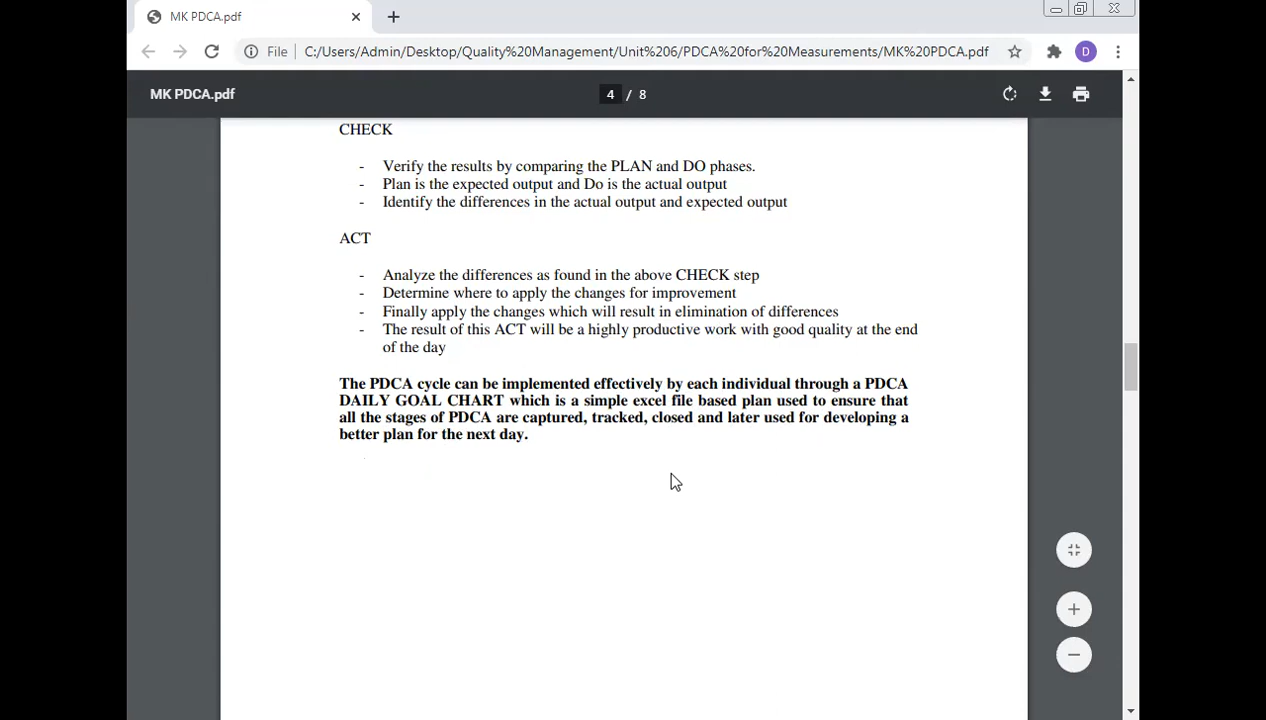 MK PDCA.pdf
File
C:/Users/Admin/Desktop/Quality%20Management/Unit%206/PDCA%20for%20Measurements/MK%20PDCA.pdf
D
MK PDCA.pdf
4 / 8
CHECK
- Verify the results by comparing the PLAN and DO phases.
- Plan is the expected output and Do is the actual output
- Identify the differences in the actual output and expected output
ACT
- Analyze the differences as found in the above CHECK step
- Determine where to apply the changes for improvement
- Finally apply the changes which will result in elimination of differences
- The result of this ACT will be a highly productive work with good quality at the end
of the day
The PDCA cycle can be implemented effectively by each individual through a PDCA
DAILY GOAL CHART which is a simple excel file based plan used to ensure that
all the stages of PDCA are captured, tracked, closed and later used for developing a
better plan for the next day.